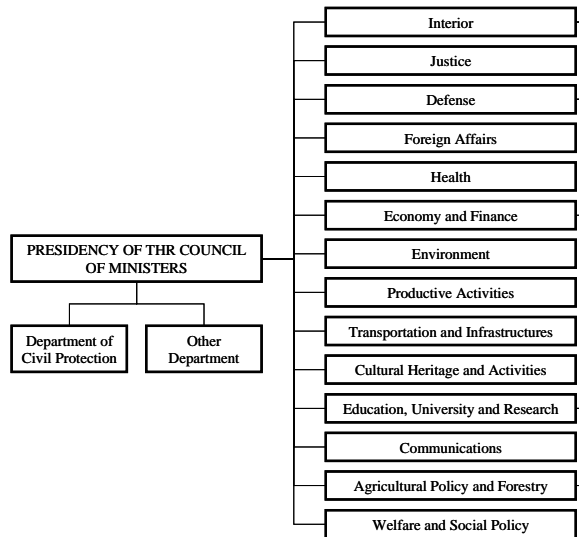 PRESIDENCY OF THR COUNCIL
OF MINISTERS
Department of
Civil Protection
Other
Department
Interior
Justice
Defense
Foreign Affairs
Health
Economy and Finance
Environment
Productive Activities
Transportation and Infrastructures
Cultural Heritage and Activities
Education, University and Research
Communications
Agricultural Policy and Forestry
Welfare and Social Policy